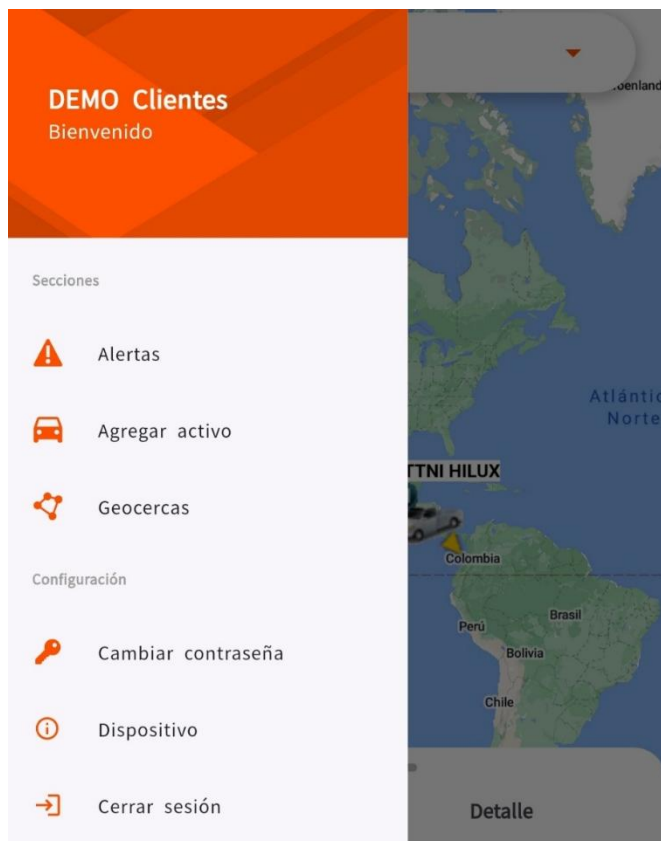 DEMO Clientes
Bienvenido
Secciones
Alertas
Agregar activo
Geocercas
Configuración
Cambiar contraseña
Dispositivo
Cerrar sesión
Atlántic
Norte
TTNI HILUX
Colombia
Brasil
Perú
Bolivia
Chile
Detalle